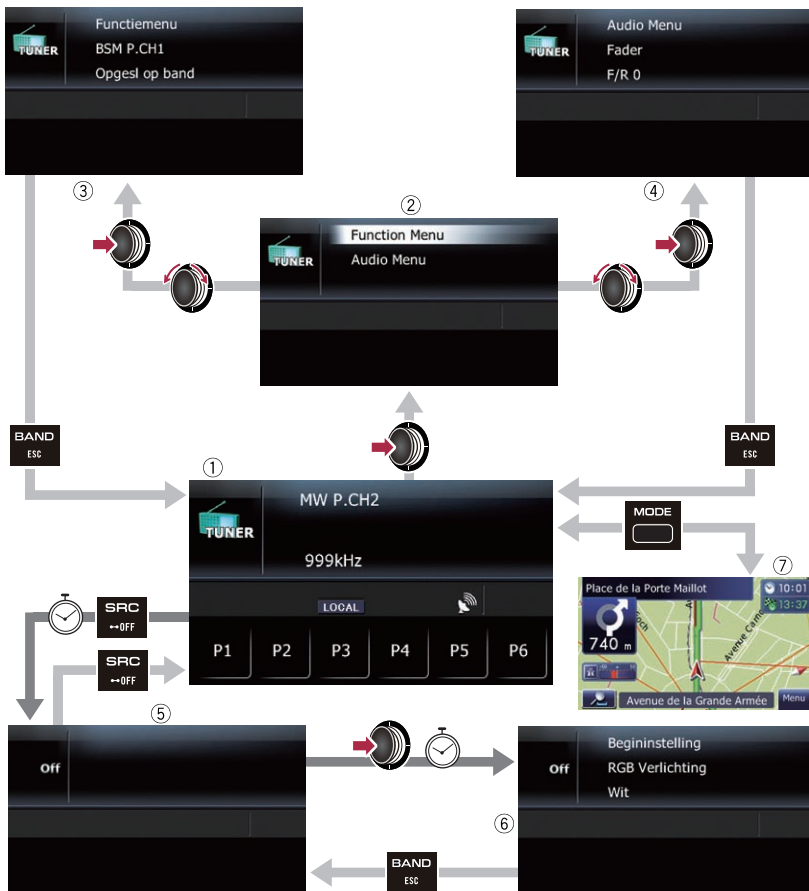 Functiemenu
TUNER
BSM P.CH1
Opgesl op band
Audio Menu
TUNER
Fader
F/R 0
③
④
②
Function Menu
TUNER
Audio Menu
BAND
ESC
BAND
ESC
①
MW P.CH2
TUNER
999kHz
LOCAL
P1 P2 P3 P4 P5 P6
MODE
⑦
Place de la Porte Maillot
10:01
13:37
740 m
Avenue de la Grande Armée
Menu
SRC
OFF
SRC
OFF
⑤
Off
Begininstelling
Off
RGB Verlichting
Wit
⑥
BAND
ESC